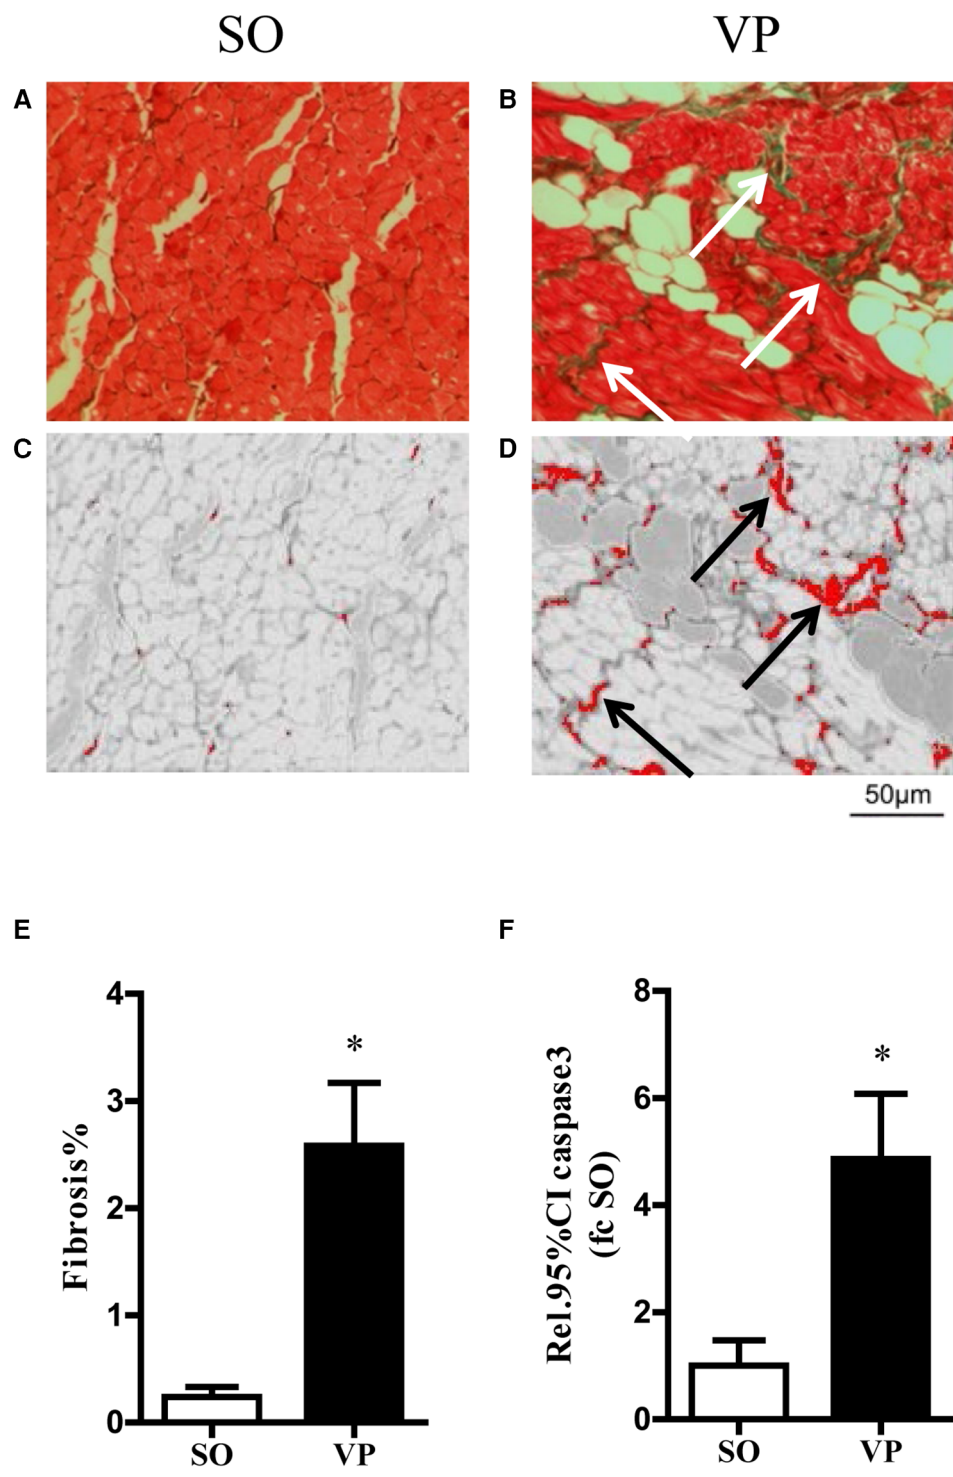 SO
VP
A
B
C
D
50µm
E
F
4
3
2
1
0
Fibrosis%
*
SO
VP
8
6
4
2
0
Rel.95%CI caspase3
(fc SO)
*
SO
VP